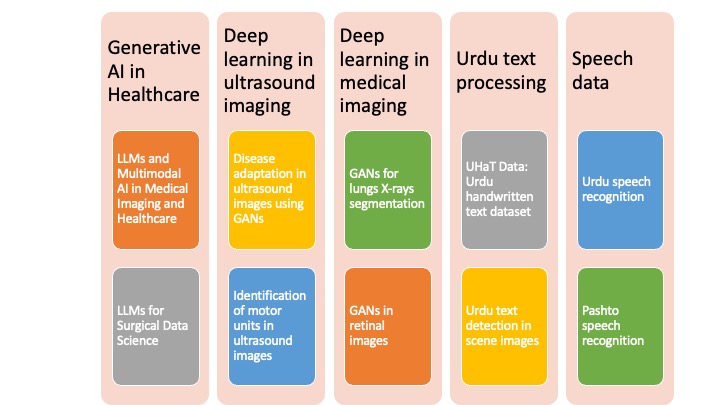 Generative
AI in
Healthcare
LLMs and
Multimodal
AI in Medical
Imaging and
Healthcare
LLMs for
Surgical Data
Science
Deep
learning in
ultrasound
imaging
Disease
adaptation in
ultrasound
images using
GANs
Identification
of motor
units in
ultrasound
images
Deep
learning in
medical
imaging
GANs for
lungs X-rays
segmentation
GANs in
retinal
images
Urdu text
processing
UHaT Data:
Urdu
handwritten
text dataset
Urdu text
detection in
scene images
Speech
data
Urdu speech
recognition
Pashto
speech
recognition